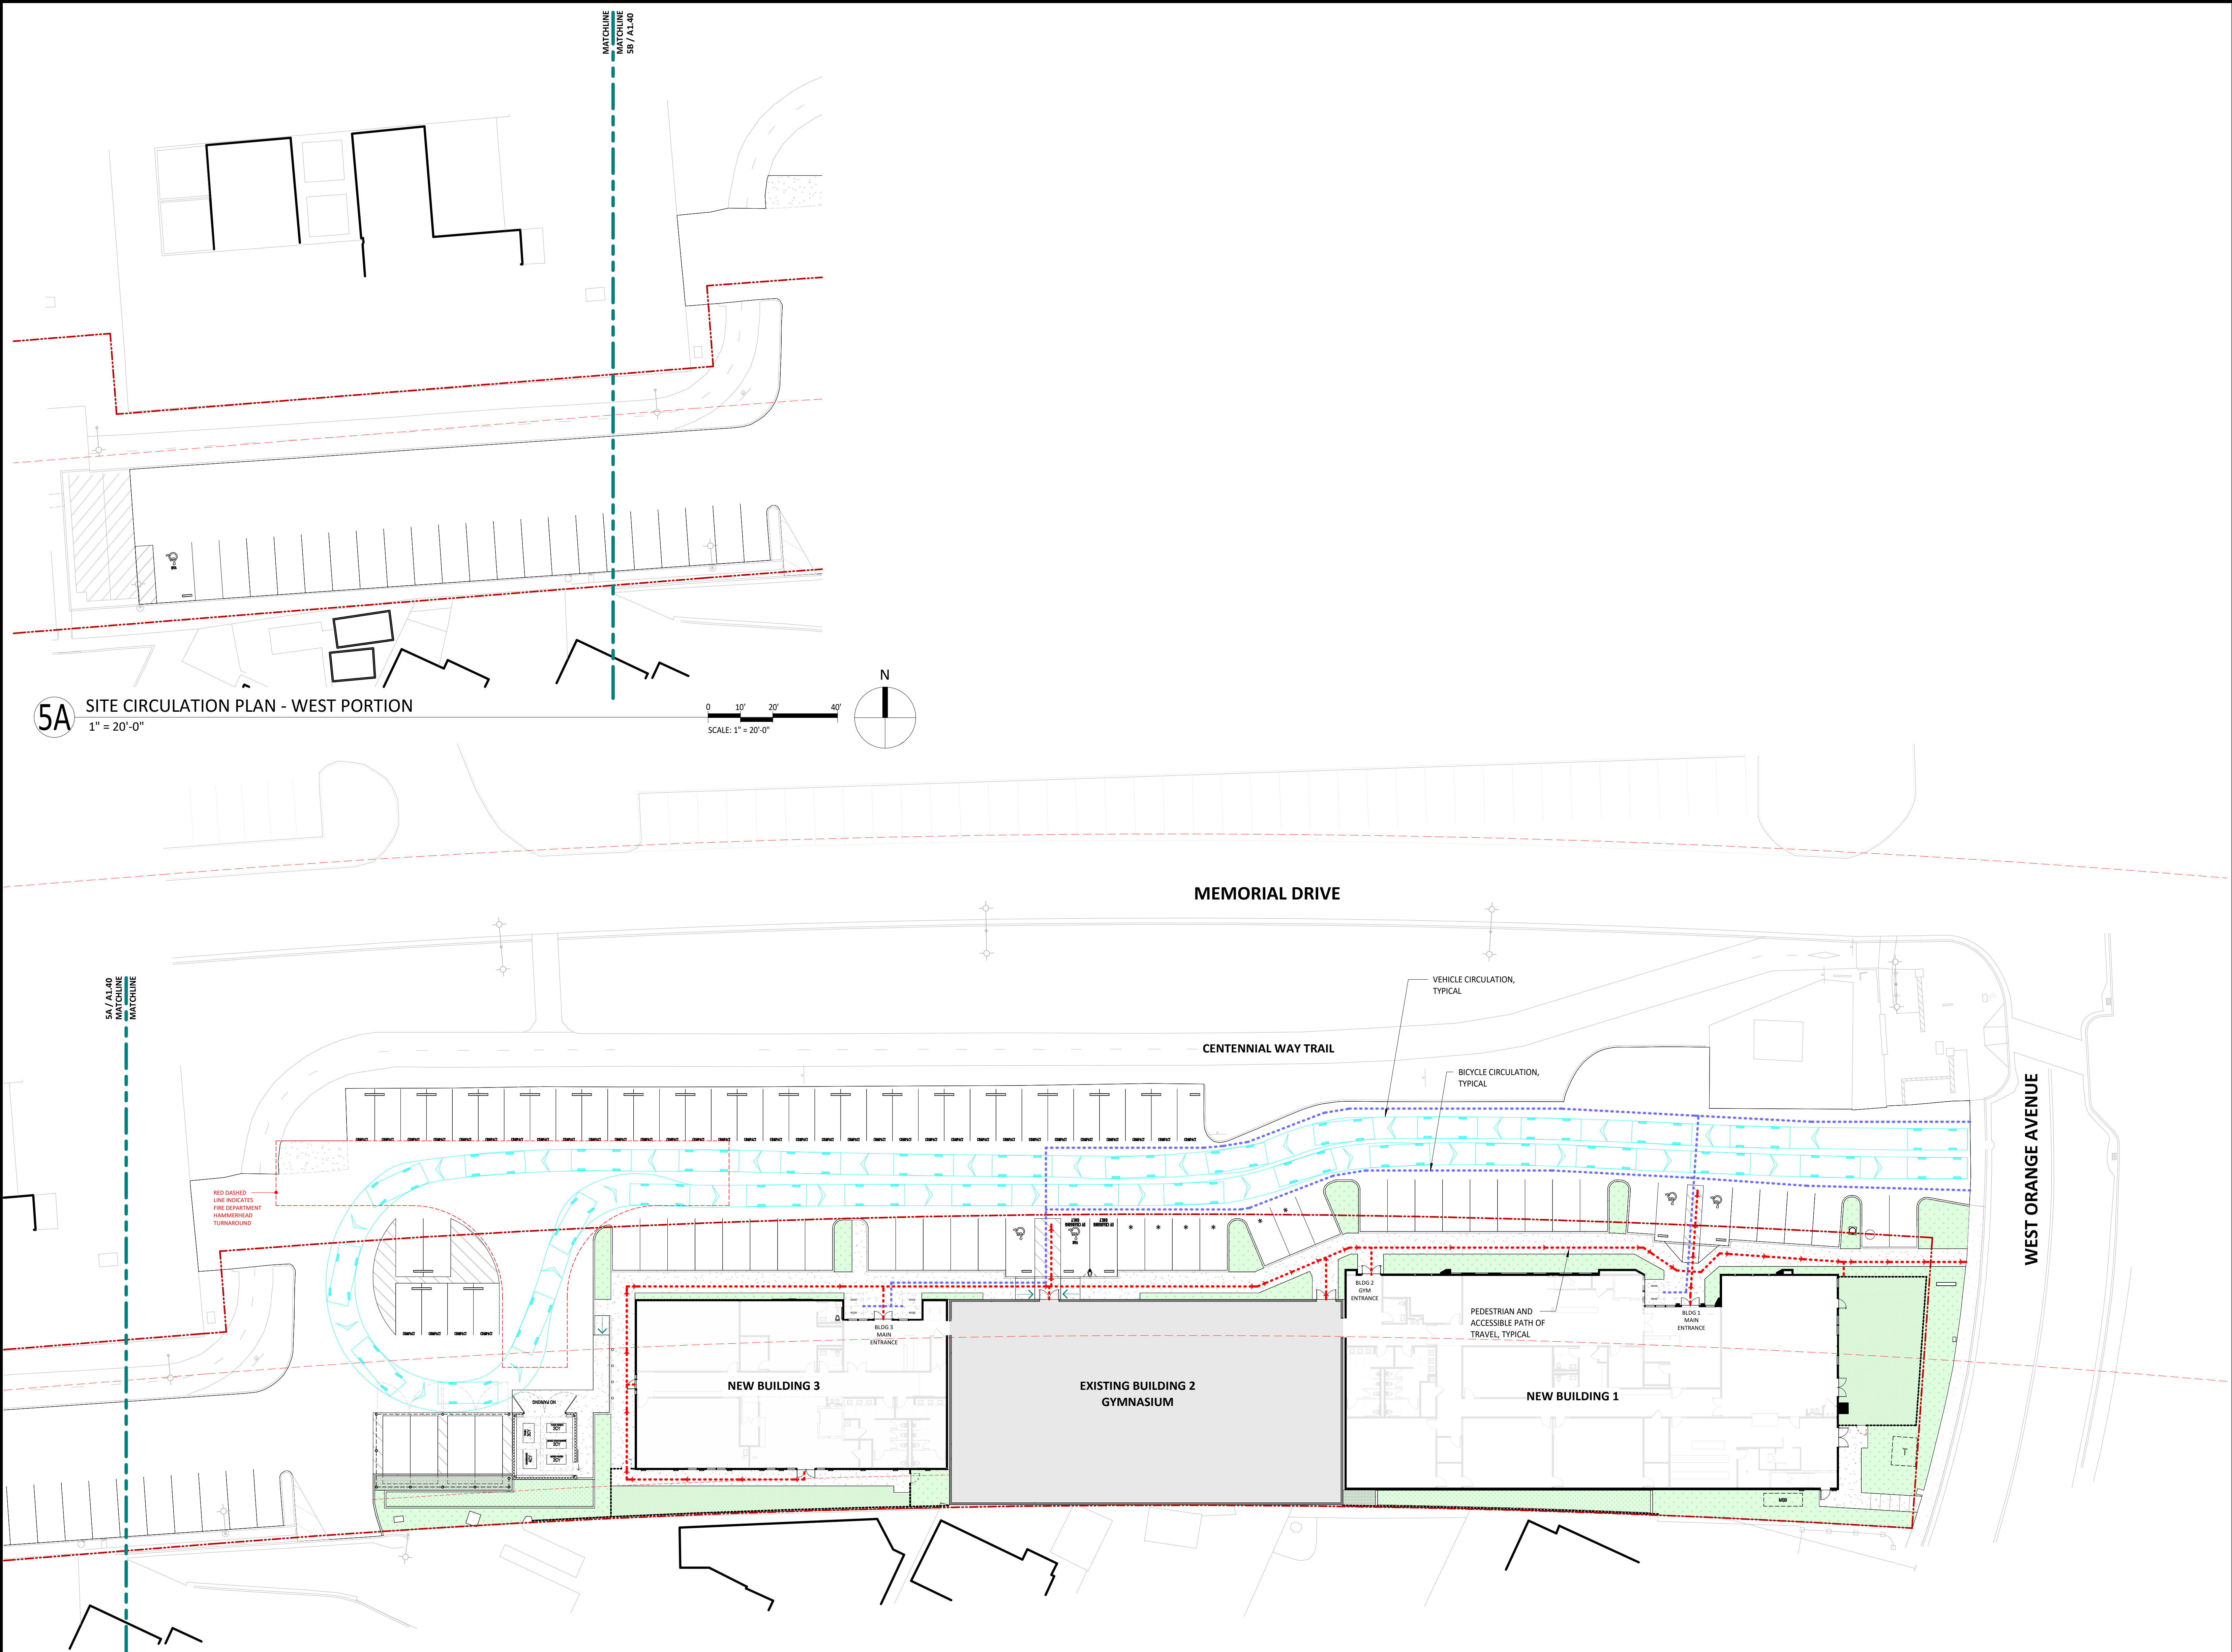 MATCHLINE
MATCHLINE
5B / A1.40
5A
SITE CIRCULATION PLAN - WEST PORTION
1" = 20'-0"
0 10' 20' 40'
SCALE: 1" = 20'-0"
N
MEMORIAL DRIVE
5A / A1.40
MATCHLINE
MATCHLINE
VEHICLE CIRCULATION,
TYPICAL
CENTENNIAL WAY TRAIL
BICYCLE CIRCULATION,
TYPICAL
WEST ORANGE AVENUE
RED DASHED
LINE INDICATES
FIRE DEPARTMENT
HAMMERHEAD
TURNAROUND
BLDG 2
GYM
ENTRANCE
BLDG 1
MAIN
ENTRANCE
PEDESTRIAN AND
ACCESSIBLE PATH OF
TRAVEL, TYPICAL
BLDG 3
MAIN
ENTRANCE
NEW BUILDING 3
EXISTING BUILDING 2
GYMNASIUM
NEW BUILDING 1
NO PARKING
T